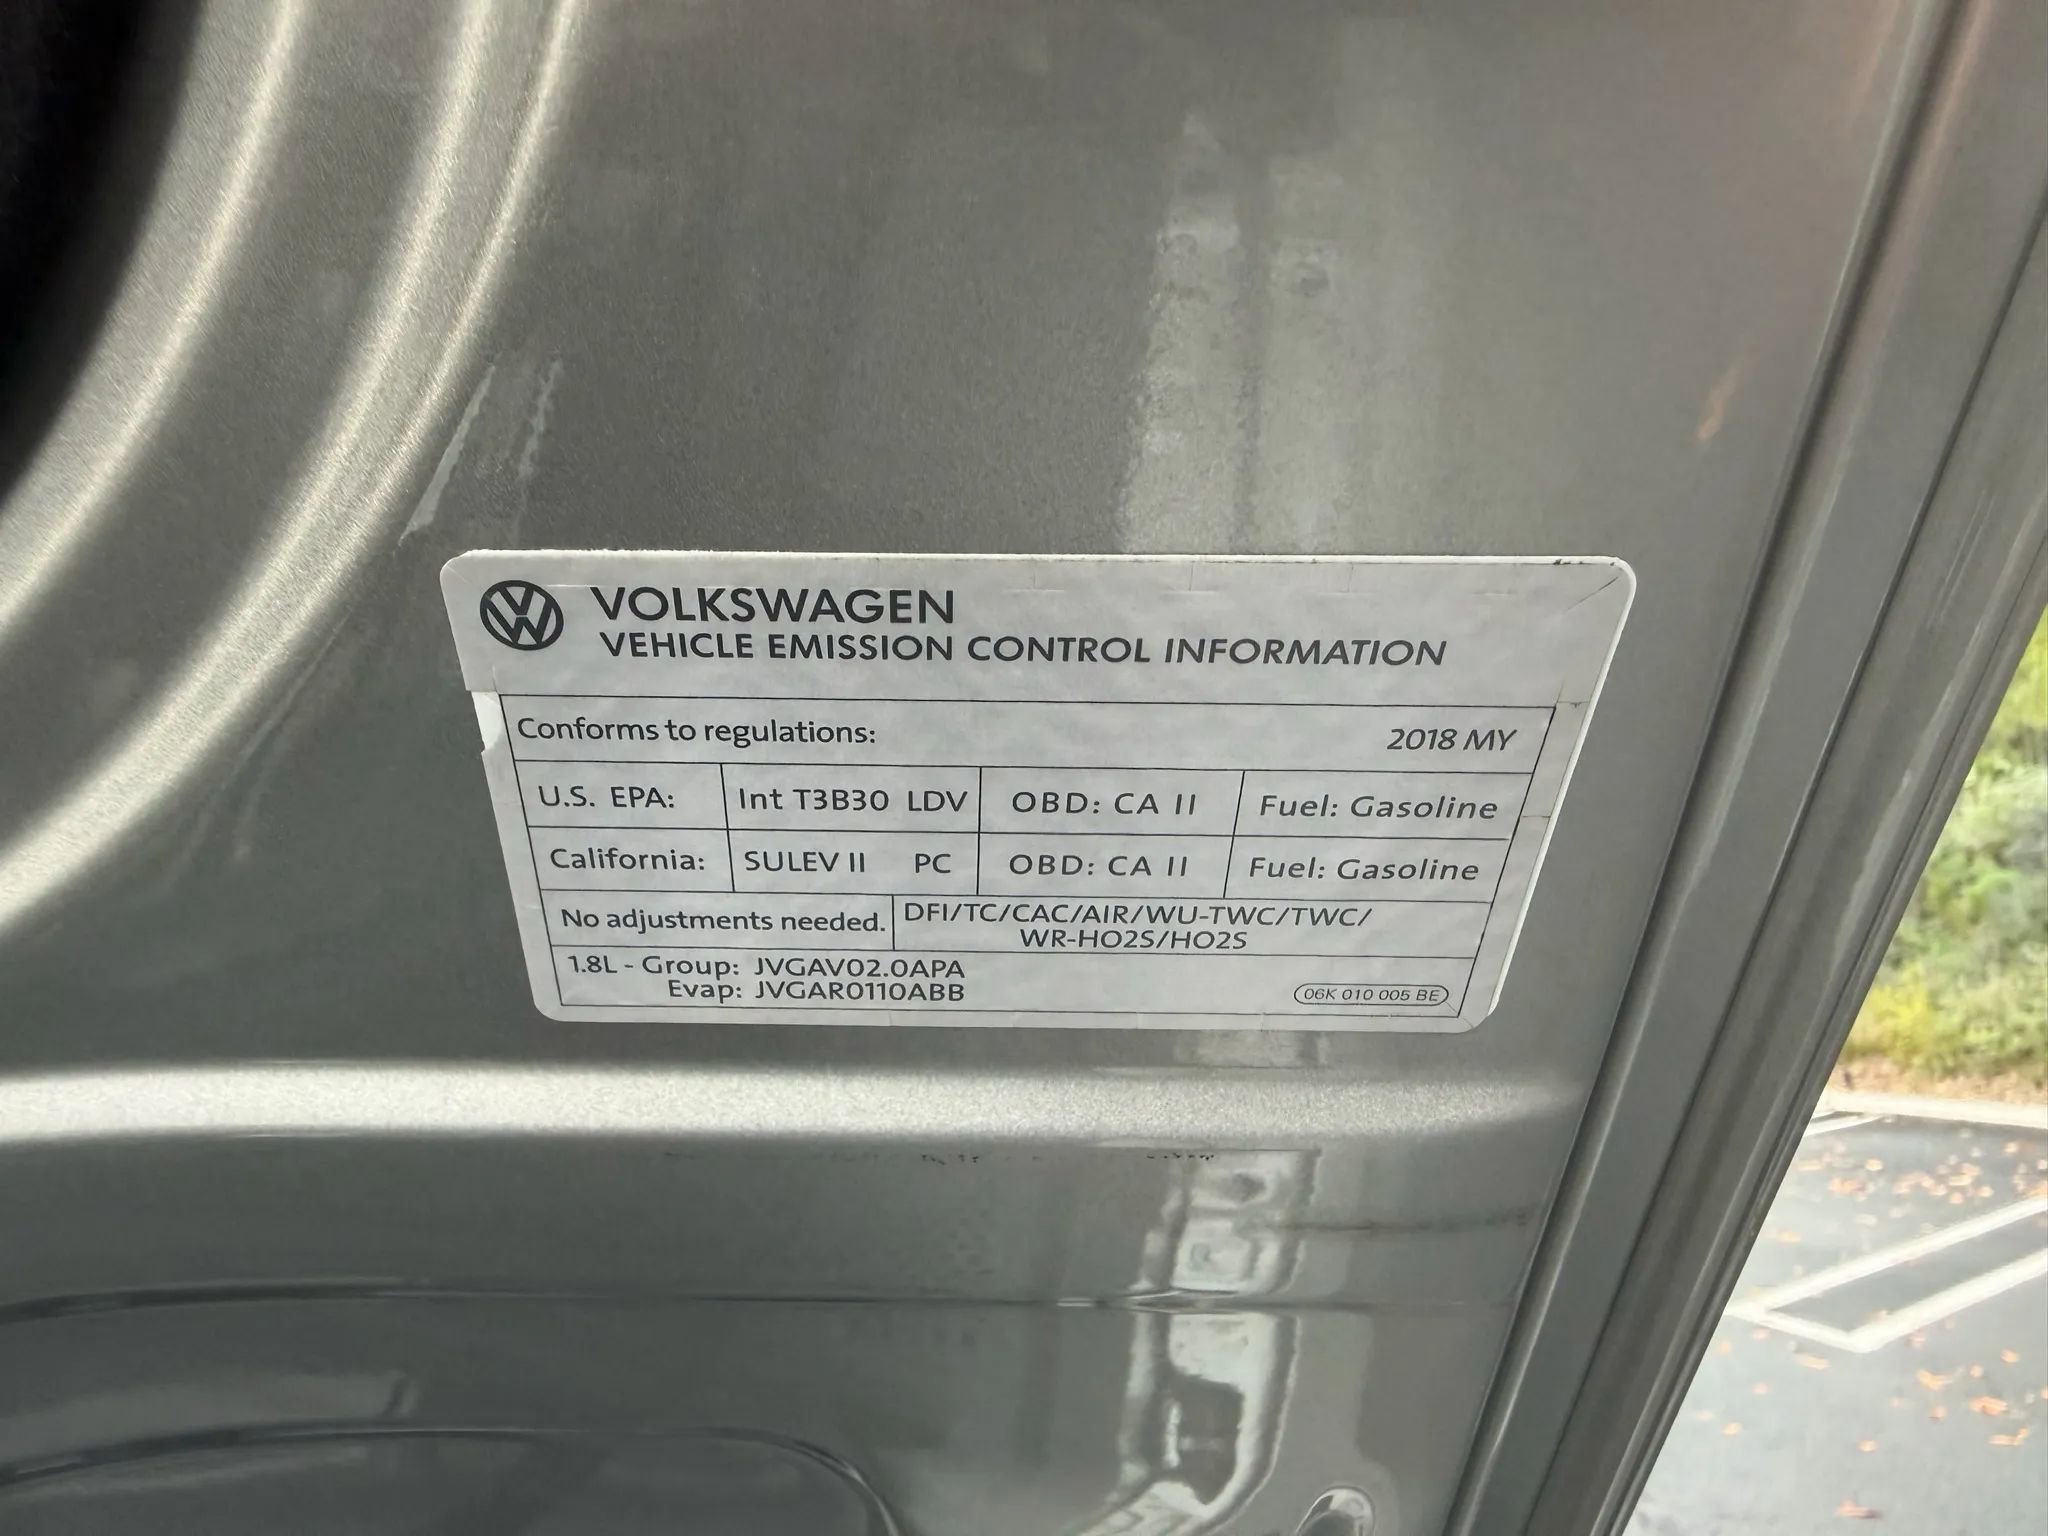 VOLKSWAGEN
VEHICLE EMISSION CONTROL INFORMATION
Conforms to regulations: 2018 MY
U.S. EPA: Int T3B30 LDV OBD: CA II Fuel: Gasoline
California: SULEV II PC OBD: CA II Fuel: Gasoline
No adjustments needed. DFI/TC/CAC/AIR/WU-TWC/TWC/
WR-HO2S/HO2S
1.8L - Group: JVGAV02.0APA
Evap: JVGAR0110ABB
06K 010 005 BE